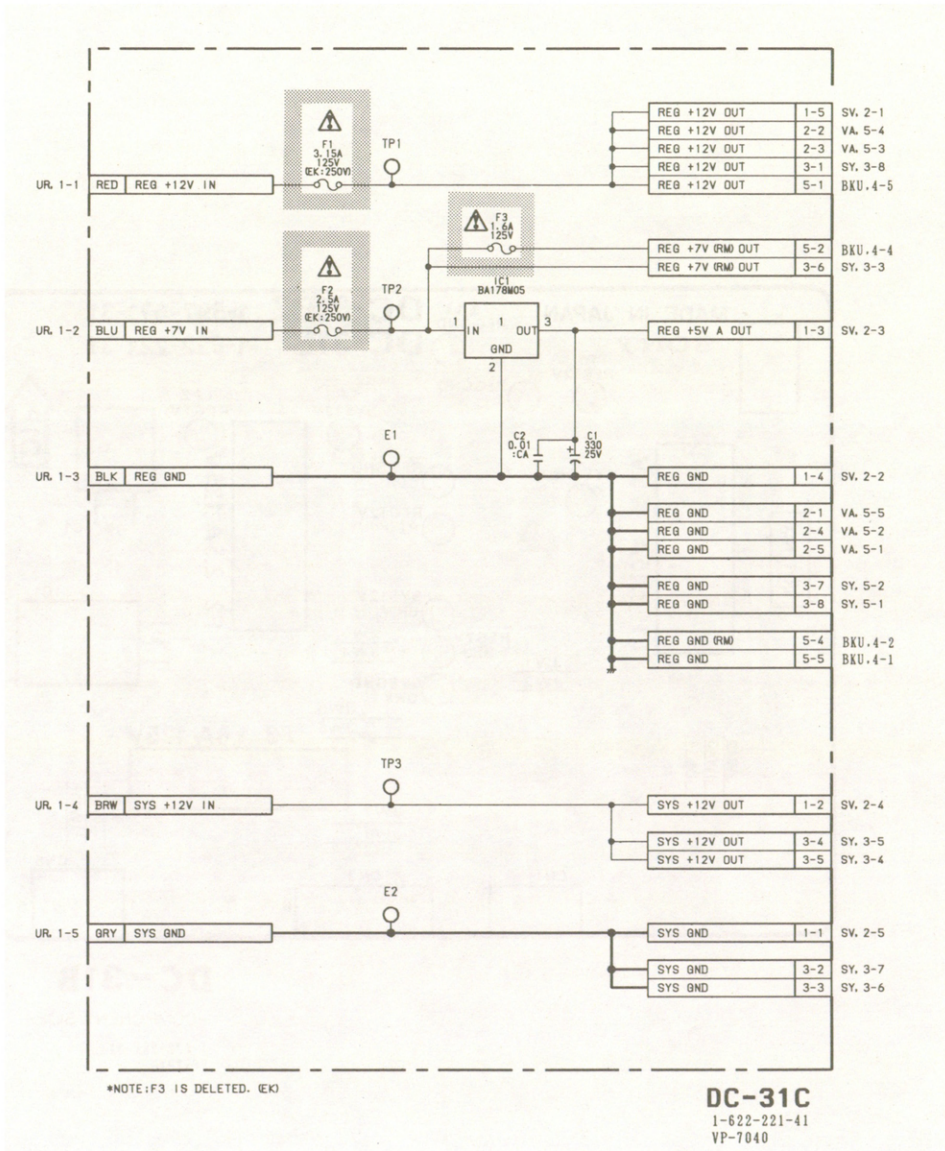 REG +12V OUT 1-5 SV. 2-1
REG +12V OUT 2-2 VA. 5-4
F1
3.15A
125V
(EK:250V)
TP1
REG +12V OUT 2-3 VA. 5-3
REG +12V OUT 3-1 SY. 3-8
UR. 1-1 RED REG +12V IN
REG +12V OUT 5-1 BKU.4-5
F3
1.6A
125V
REG +7V (RM) OUT 5-2 BKU.4-4
REG +7V (RM) OUT 3-6 SY. 3-3
F2
2.5A
125V
(EK:250V)
TP2
IC1
BA178M05
UR. 1-2 BLU REG +7V IN
1 IN 1 OUT 3
GND
2
REG +5V A OUT 1-3 SV. 2-3
E1
C2
0.01
:CA
C1
+ 330
25V
UR. 1-3 BLK REG GND
REG GND 1-4 SV. 2-2
REG GND 2-1 VA. 5-5
REG GND 2-4 VA. 5-2
REG GND 2-5 VA. 5-1
REG GND 3-7 SY. 5-2
REG GND 3-8 SY. 5-1
REG GND (RM) 5-4 BKU.4-2
REG GND 5-5 BKU.4-1
TP3
UR. 1-4 BRW SYS +12V IN
SYS +12V OUT 1-2 SV. 2-4
SYS +12V OUT 3-4 SY. 3-5
SYS +12V OUT 3-5 SY. 3-4
E2
UR. 1-5 GRY SYS GND
SYS GND 1-1 SV. 2-5
SYS GND 3-2 SY. 3-7
SYS GND 3-3 SY. 3-6
*NOTE:F3 IS DELETED. (EK)
DC-31C
1-622-221-41
VP-7040